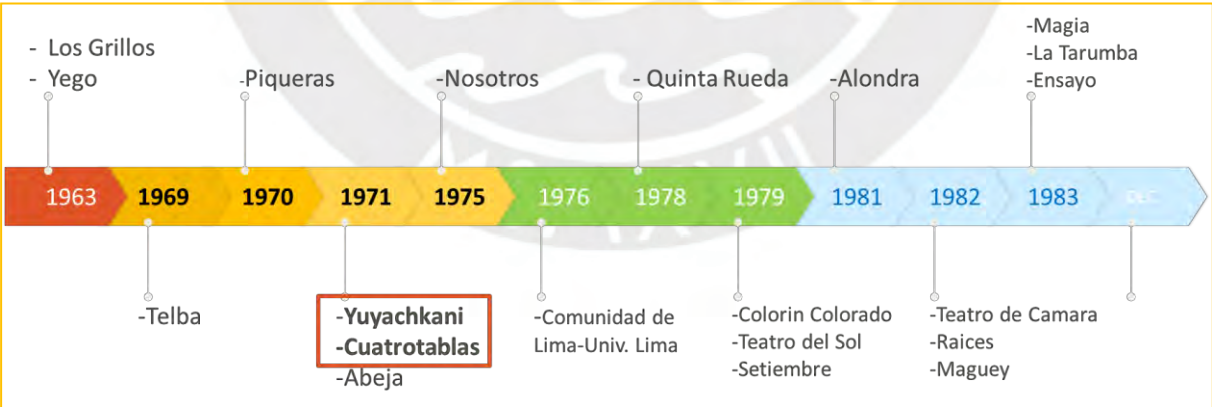 - Los Grillos
- Yego
-Piqueras
-Nosotros
- Quinta Rueda
-Alondra
-Magia
-La Tarumba
-Ensayo
1963
1969
1970
1971
1975
1976
1978
1979
1981
1982
1983
DEC
-Telba
-Yuyachkani
-Cuatrotablas
-Abeja
-Comunidad de
Lima-Univ. Lima
-Colorin Colorado
-Teatro del Sol
-Setiembre
-Teatro de Camara
-Raices
-Maguey